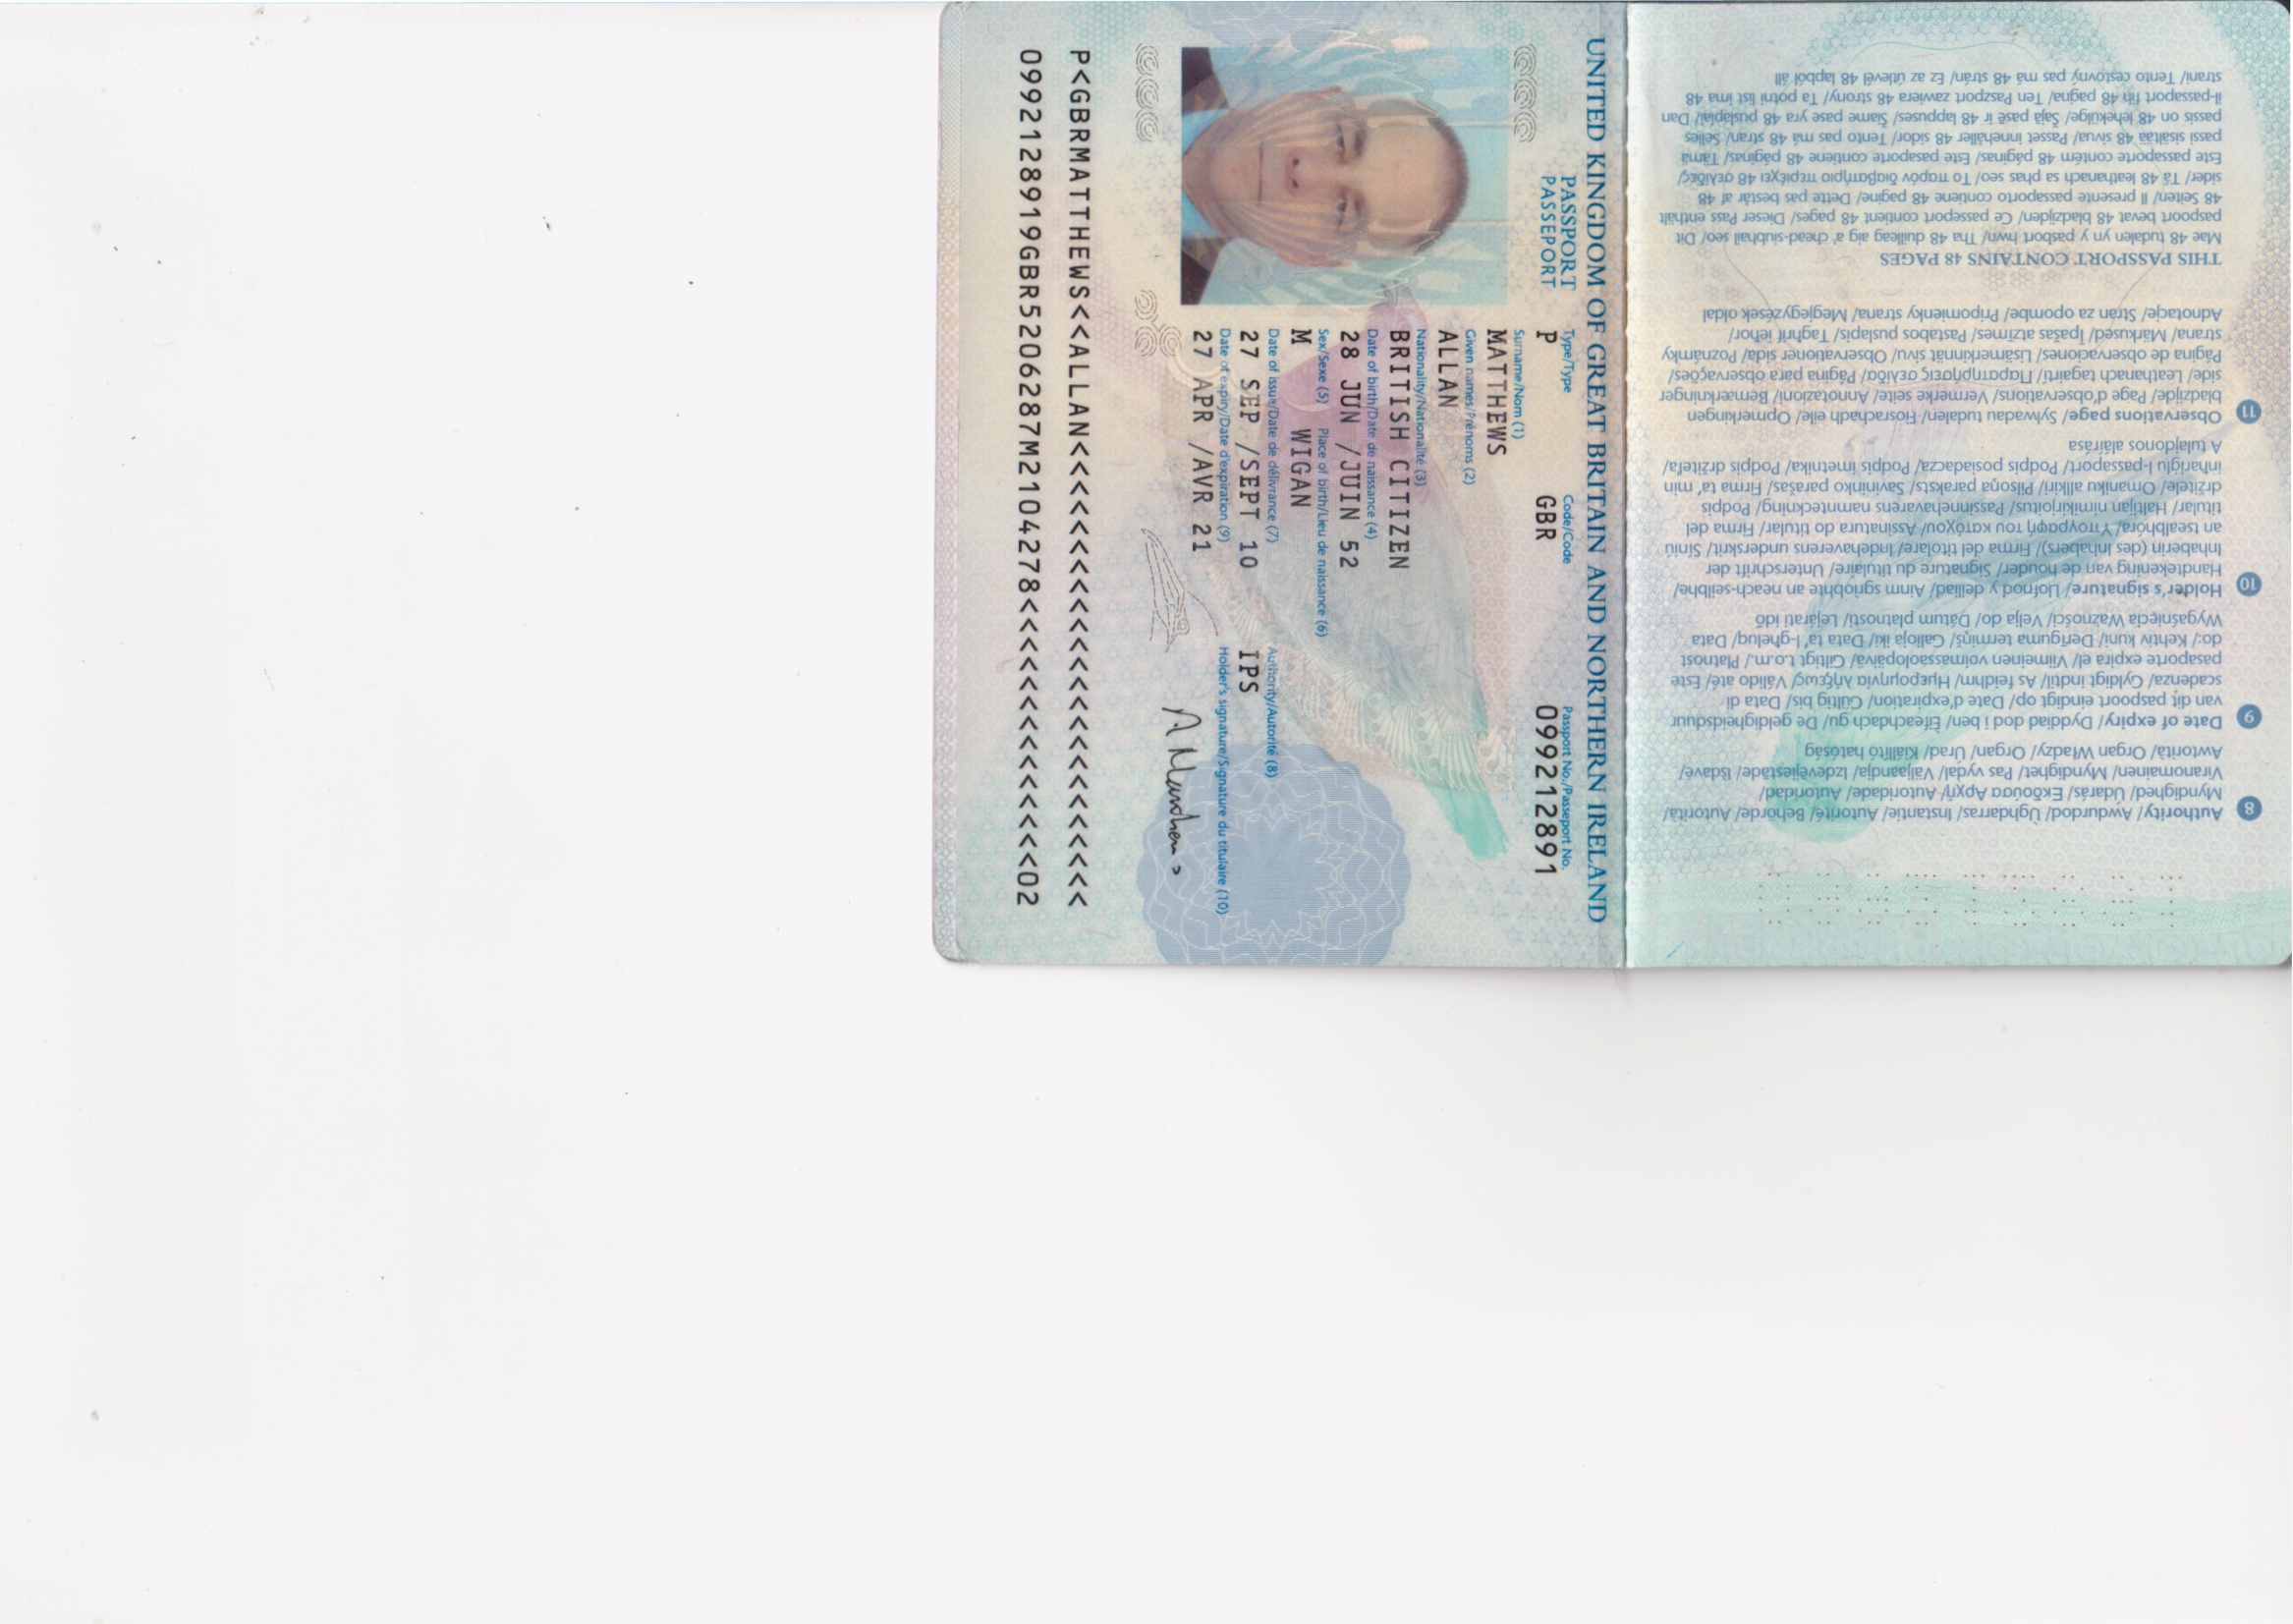 UNITED KINGDOM OF GREAT BRITAIN AND NORTHERN IRELAND
PASSPORT
PASSEPORT
Type/Type
P
Code/Code
GBR
Passport No./Passeport No.
099212891
Surname/Nom (1)
MATTHEWS
Given names/Prénoms (2)
ALLAN
Nationality/Nationalité (3)
BRITISH CITIZEN
Date of birth/Date de naissance (4)
28 JUN /JUIN 52
Sex/Sexe (5) Place of birth/Lieu de naissance (6)
M WIGAN
Date of issue/Date de délivrance (7) Authority/Autorité (8)
27 SEP /SEPT 10 IPS
Date of expiry/Date d'expiration (9) Holder's signature/Signature du titulaire (10)
27 APR /AVR 21
P<GBRMATTHEWS<<ALLAN<<<<<<<<<<<<<<<<<<<<<<<<
0992128919GBR5206287M2104278<<<<<<<<<<<<<<02
8 Authority/ Awdurdod/ Ùghdarras/ Instantie/ Autorité/ Behörde/ Autorità/
Myndighed/ Údarás/ Εκδούσα Αρχή/ Autoridade/ Autoridad/
Viranomainen/ Myndighet/ Pas vydal/ Väljaandja/ Izdevējiestāde/ Išdavė/
Awtorità/ Organ Władzy/ Organ/ Úrad/ Kiállító hatóság
9 Date of expiry/ Dyddiad dod i ben/ Èifeachdach gu/ De geldigheidsduur
van dit paspoort eindigt op/ Date d'expiration/ Gültig bis/ Data di
scadenza/ Gyldigt indtil/ As feidhm/ Ημερομηνία λήξεως/ Válido até/ Este
pasaporte expira el/ Viimeinen voimassaolopäivä/ Giltigt t.o.m./ Platnost
do:/ Kehtiv kuni/ Derīguma termiņš/ Galioja iki/ Data ta' l-għeluq/ Data
Wygaśnięcia Ważności/ Velja do/ Dátum platnosti/ Lejárati idő
10 Holder's signature/ Llofnod y deiliad/ Ainm sgrìobhte an neach-seilbhe/
Handtekening van de houder/ Signature du titulaire/ Unterschrift der
Inhaberin (des Inhabers)/ Firma del titolare/ Indehaverens underskrift/ Síniú
an tsealbhóra/ Υπογραφή του κατόχου/ Assinatura do titular/ Firma del
titular/ Haltijan nimikirjoitus/ Passinnehavarens namnteckning/ Podpis
držitele/ Omaniku allkiri/ Pilsoņa paraksts/ Savininko parašas/ Firma ta' min
inħariġlu l-passaport/ Podpis posiadacza/ Podpis imetnika/ Podpis držiteľa/
A tulajdonos aláírása
11 Observations page/ Sylwadau tudalen/ Fiosrachadh eile/ Opmerkingen
bladzijde/ Page d'observations/ Vermerke seite/ Annotazioni/ Bemærkninger
side/ Leathanach tagairtí/ Παρατηρήσεις σελίδα/ Página para observações/
Página de observaciones/ Lisämerkinnät sivu/ Observationer sida/ Poznámky
strana/ Märkused/ Īpašas atzīmes/ Pastabos puslapis/ Tagħrif ieħor/
Adnotacje/ Stran za opombe/ Pripomienky strana/ Megjegyzések oldal
THIS PASSPORT CONTAINS 48 PAGES
Mae 48 tudalen yn y pasbort hwn/ Tha 48 duilleag aig a' chead-siubhail seo/ Dit
paspoort bevat 48 bladzijden/ Ce passeport contient 48 pages/ Dieser Pass enthält
48 Seiten/ Il presente passaporto contiene 48 pagine/ Dette pas består af 48
sider/ Tá 48 leathanach sa phas seo/ Το παρόν διαβατήριο περιέχει 48 σελίδες/
Este passaporte contém 48 páginas/ Este pasaporte contiene 48 páginas/ Tämä
passi sisältää 48 sivua/ Passet innehåller 48 sidor/ Tento pas má 48 stran/ Selles
passis on 48 lehekülge/ Šajā pasē ir 48 lappuses/ Šiame pase yra 48 puslapiai/ Dan
il-passaport fih 48 paġna/ Ten Paszport zawiera 48 strony/ Ta potni list ima 48
strani/ Tento cestovný pas má 48 strán/ Ez az útlevél 48 lapból áll